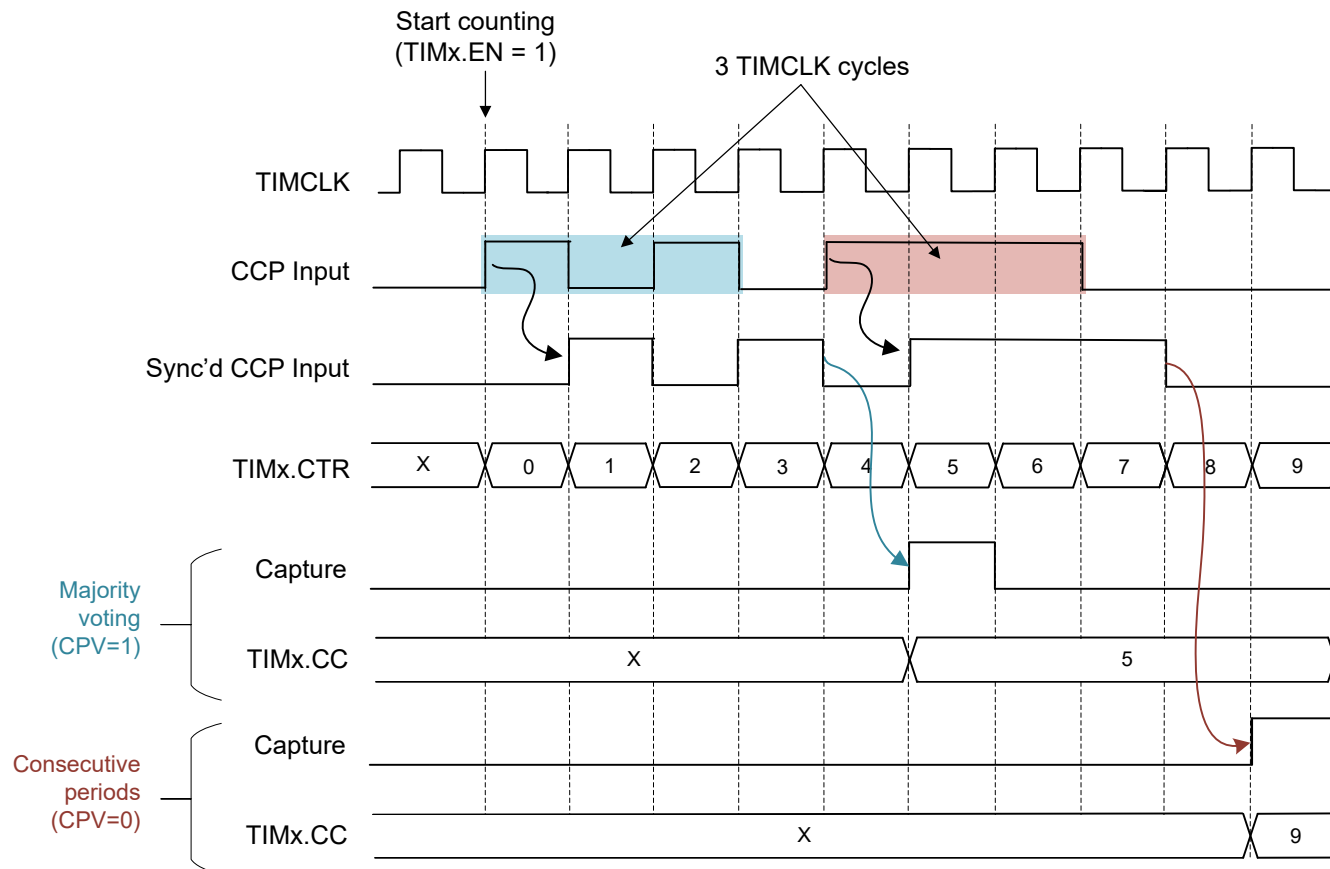 Start counting
(TIMx.EN = 1)
3 TIMCLK cycles
TIMCLK
CCP Input
Sync’d CCP Input
TIMx.CTR
X 0 1 2 3 4 5 6 7 8 9
Majority
voting
(CPV=1)
Capture
TIMx.CC
X 5
Consecutive
periods
(CPV=0)
Capture
TIMx.CC
X 9